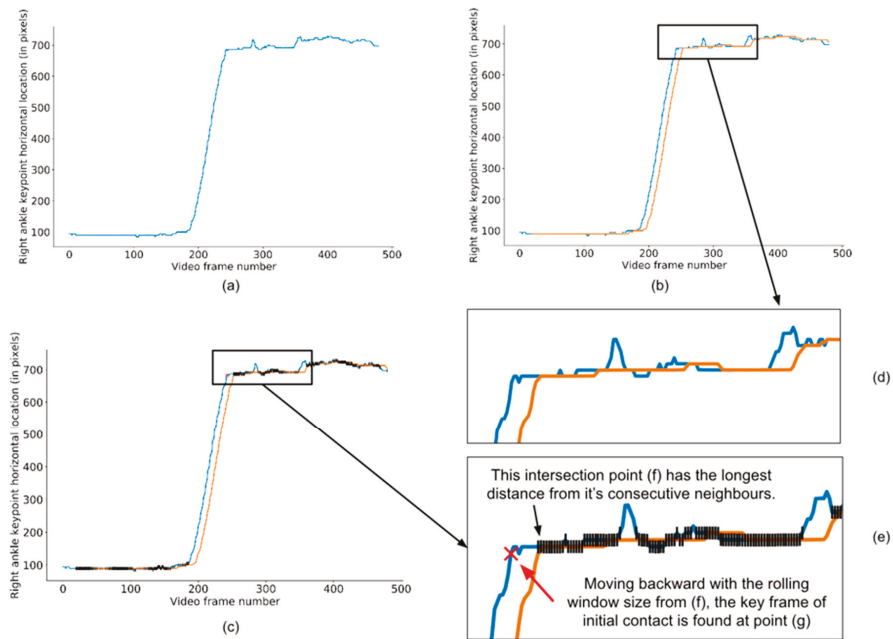 Right ankle keypoint horizontal location (in pixels)
700
600
500
400
300
200
100
0
100
200
300
400
500
Video frame number
(a)
Right ankle keypoint horizontal location (in pixels)
700
600
500
400
300
200
100
0
100
200
300
400
500
Video frame number
(b)
Right ankle keypoint horizontal location (in pixels)
700
600
500
400
300
200
100
0
100
200
300
400
500
Video frame number
(c)
(d)
This intersection point (f) has the longest
distance from it's consecutive neighbours.
(e)
Moving backward with the rolling
window size from (f), the key frame of
initial contact is found at point (g)